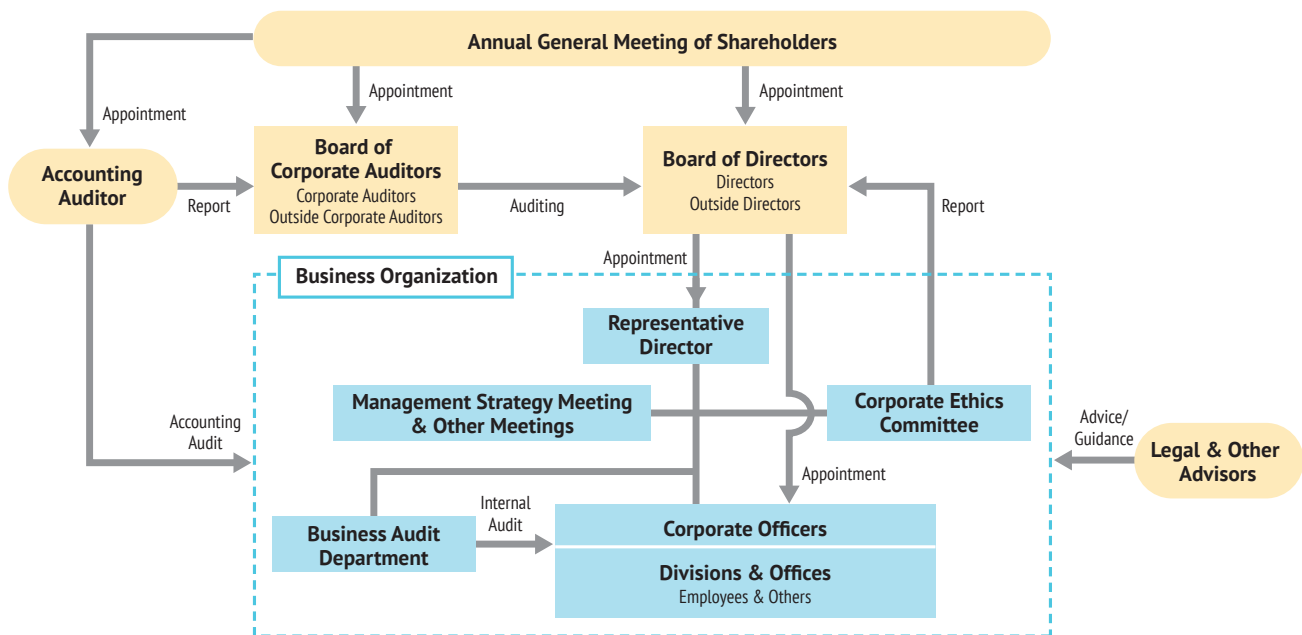 Annual General Meeting of Shareholders
Appointment
Appointment
Appointment
Accounting
Auditor
Report
Board of
Corporate Auditors
Corporate Auditors
Outside Corporate Auditors
Auditing
Board of Directors
Directors
Outside Directors
Report
Appointment
Business Organization
Representative
Director
Management Strategy Meeting
& Other Meetings
Corporate Ethics
Committee
Accounting
Audit
Advice/
Guidance
Legal & Other
Advisors
Appointment
Business Audit
Department
Internal
Audit
Corporate Officers
Divisions & Offices
Employees & Others